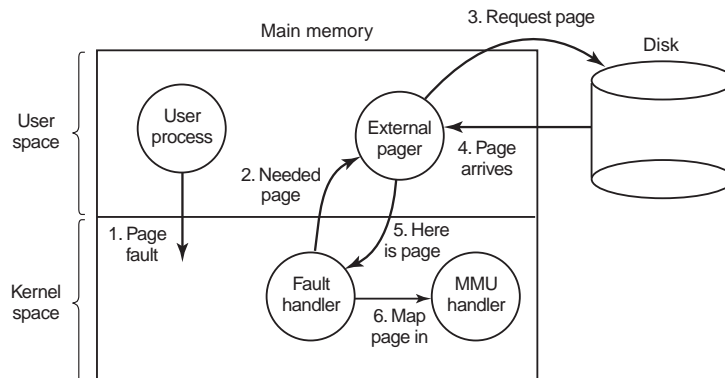 3. Request page
Main memory
Disk
User
space
User
process
External
pager
2. Needed
page
4. Page
arrives
1. Page
fault
5. Here
is page
Kernel
space
Fault
handler
MMU
handler
6. Map
page in